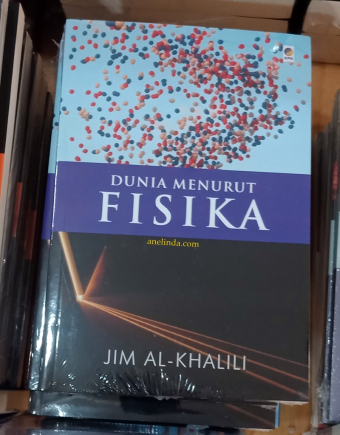 DUNIA MENURUT
FISIKA
anelinda.com
JIM AL-KHALILI